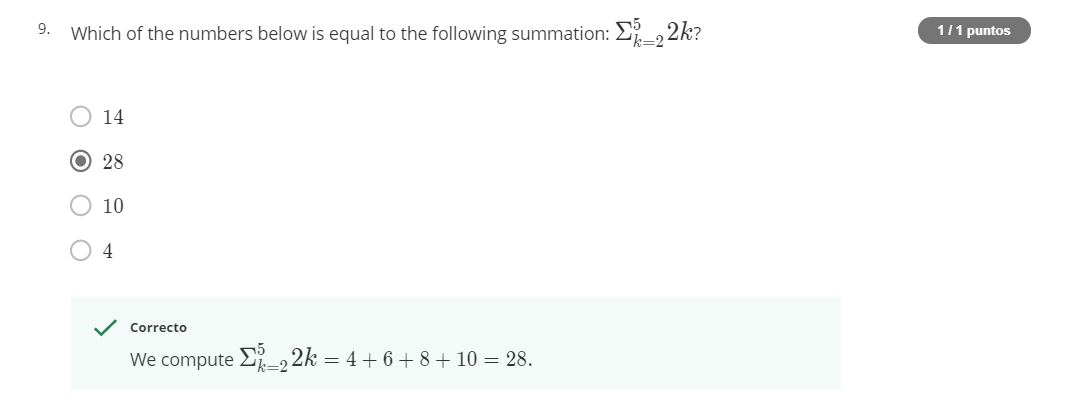 9. Which of the numbers below is equal to the following summation: $\Sigma_{k=2}^{5} 2k$?
1 / 1 puntos
14
28
10
4
Correcto
We compute $\Sigma_{k=2}^{5} 2k = 4 + 6 + 8 + 10 = 28$.